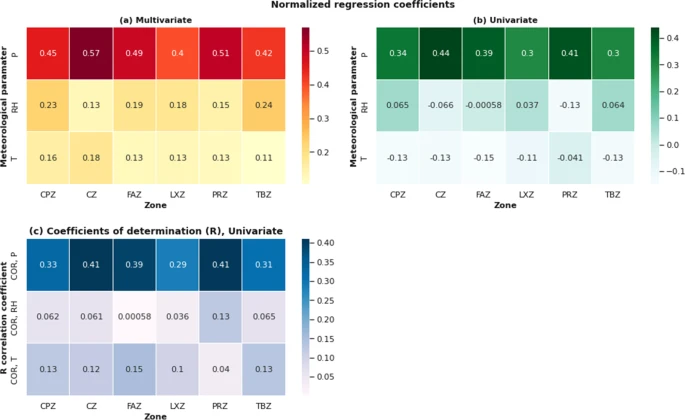 Normalized regression coefficients
(a) Multivariate
Meteorological paramater
P
RH
T
0.45 0.57 0.49 0.4 0.51 0.42
0.23 0.13 0.19 0.18 0.15 0.24
0.16 0.18 0.13 0.13 0.13 0.11
CPZ CZ FAZ LXZ PRZ TBZ
Zone
0.5
0.4
0.3
0.2
(b) Univariate
Meteorological paramater
P
RH
T
0.34 0.44 0.39 0.3 0.41 0.3
0.065 -0.066 -0.00058 0.037 -0.13 0.064
-0.13 -0.13 -0.15 -0.11 -0.041 -0.13
CPZ CZ FAZ LXZ PRZ TBZ
Zone
0.4
0.3
0.2
0.1
0.0
-0.1
(c) Coefficients of determination (R), Univariate
R correlation coefficient
COR, P
COR, RH
COR, T
0.33 0.41 0.39 0.29 0.41 0.31
0.062 0.061 0.00058 0.036 0.13 0.065
0.13 0.12 0.15 0.1 0.04 0.13
CPZ CZ FAZ LXZ PRZ TBZ
Zone
0.40
0.35
0.30
0.25
0.20
0.15
0.10
0.05